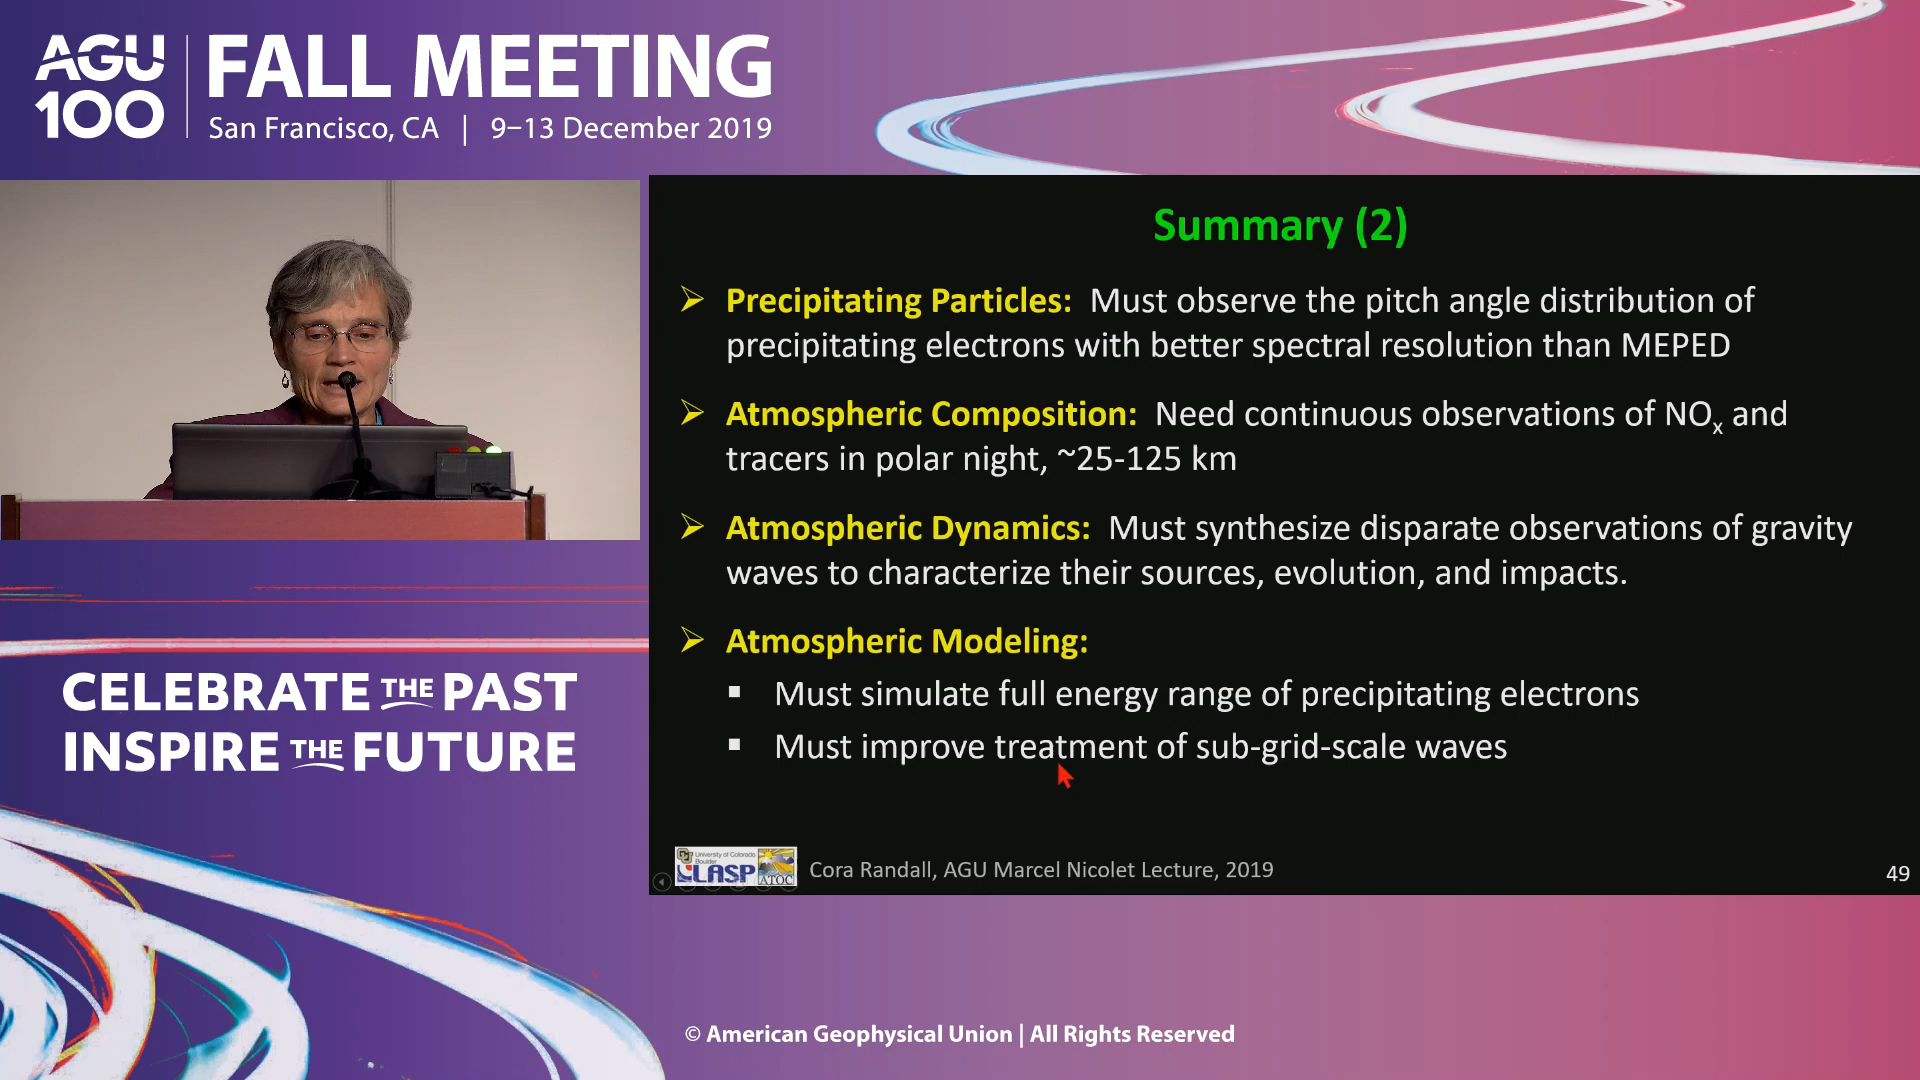 AGU
100
FALL MEETING
San Francisco, CA | 9–13 December 2019
Summary (2)
➢ Precipitating Particles: Must observe the pitch angle distribution of
precipitating electrons with better spectral resolution than MEPED
➢ Atmospheric Composition: Need continuous observations of NOx and
tracers in polar night, ~25-125 km
➢ Atmospheric Dynamics: Must synthesize disparate observations of gravity
waves to characterize their sources, evolution, and impacts.
➢ Atmospheric Modeling:
▪ Must simulate full energy range of precipitating electrons
▪ Must improve treatment of sub-grid-scale waves
University of Colorado
Boulder
LASP
ATOC
Cora Randall, AGU Marcel Nicolet Lecture, 2019
49
CELEBRATE THE PAST
INSPIRE THE FUTURE
© American Geophysical Union | All Rights Reserved